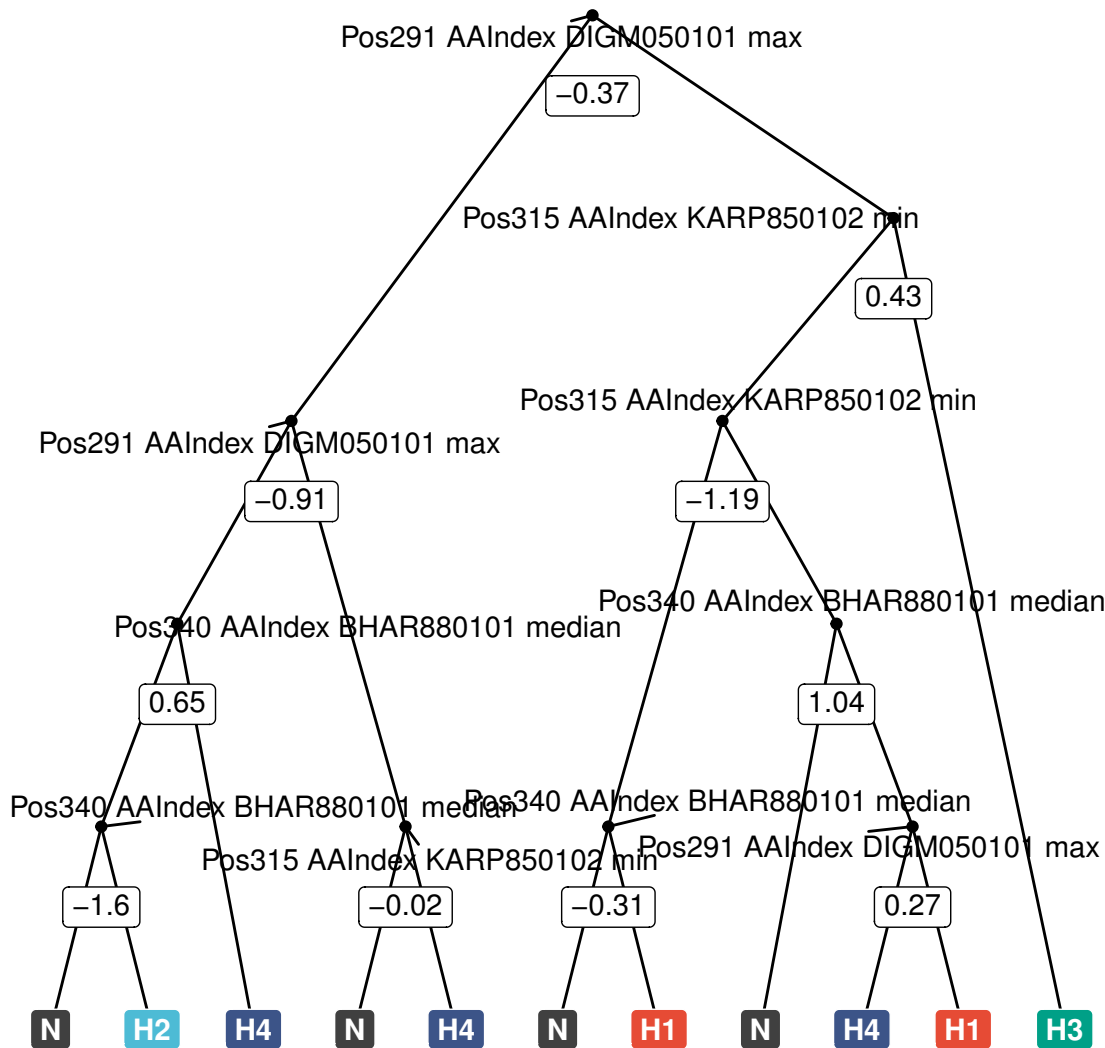 Pos291 AAIndex DIGM050101 max
−0.37
Pos315 AAIndex KARP850102 min
0.43
Pos315 AAIndex KARP850102 min
Pos291 AAIndex DIGM050101 max
−0.91
−1.19
Pos340 AAIndex BHAR880101 median
Pos340 AAIndex BHAR880101 median
0.65
1.04
Pos340 AAIndex BHAR880101 median
Pos340 AAIndex BHAR880101 median
Pos315 AAIndex KARP850102 min
Pos291 AAIndex DIGM050101 max
−1.6
−0.02
−0.31
0.27
N H2 H4 N H4 N H1 N H4 H1 H3